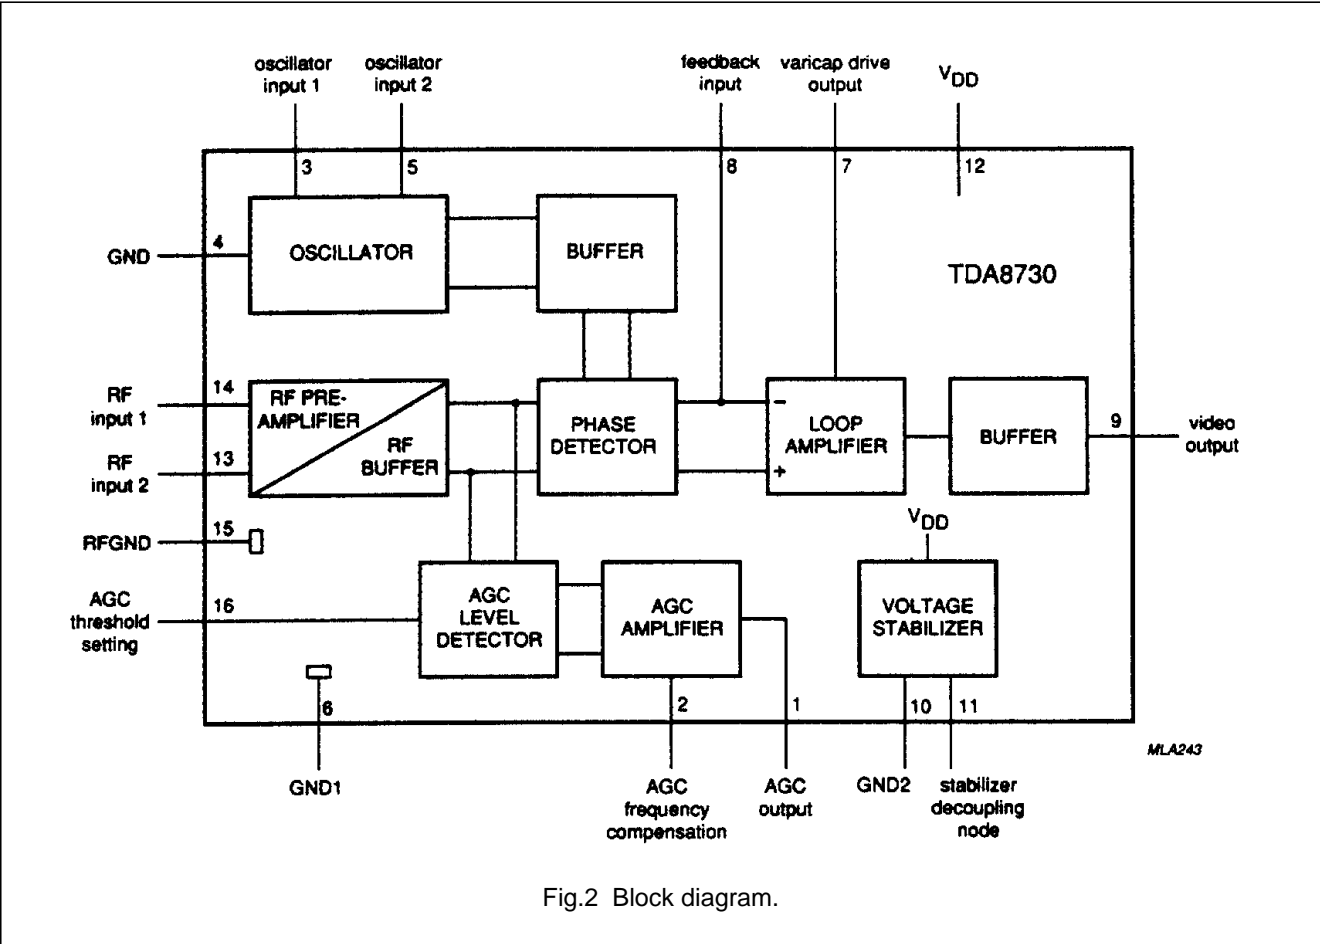 oscillator
input 1
oscillator
input 2
feedback
input
varicap drive
output
VDD
3
5
8
7
12
GND
4
OSCILLATOR
BUFFER
TDA8730
RF
input 1
14
RF PRE-
AMPLIFIER
RF
BUFFER
RF
input 2
13
PHASE
DETECTOR
−
LOOP
AMPLIFIER
+
BUFFER
9
video
output
RFGND
15
VDD
AGC
threshold
setting
16
AGC
LEVEL
DETECTOR
AGC
AMPLIFIER
VOLTAGE
STABILIZER
6
2
1
10
11
MLA243
GND1
AGC
frequency
compensation
AGC
output
GND2
stabilizer
decoupling
node
Fig.2 Block diagram.